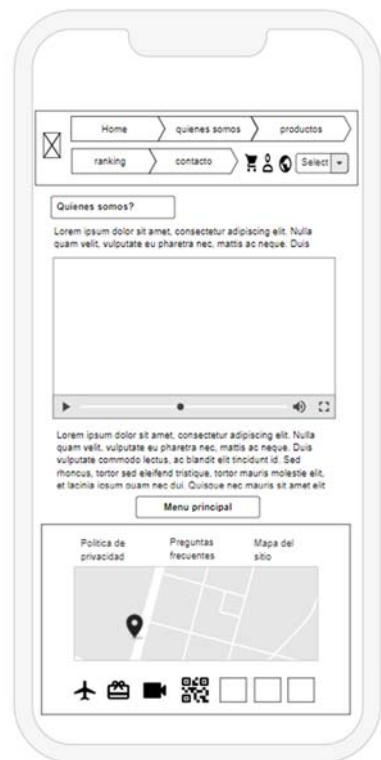 Home quienes somos productos
ranking contacto Select
Quienes somos?
Lorem ipsum dolor sit amet, consectetur adipiscing elit. Nulla
quam velit, vulputate eu pharetra nec, mattis ac neque. Duis
Lorem ipsum dolor sit amet, consectetur adipiscing elit. Nulla
quam velit, vulputate eu pharetra nec, mattis ac neque. Duis
vulputate commodo lectus, ac blandit elit tincidunt id. Sed
rhoncus, tortor sed eleifend tristique, tortor mauris molestie elit,
et lacinia ipsum quam nec dui. Quisque nec mauris sit amet elit
Menu principal
Politica de Preguntas Mapa del
privacidad frecuentes sitio